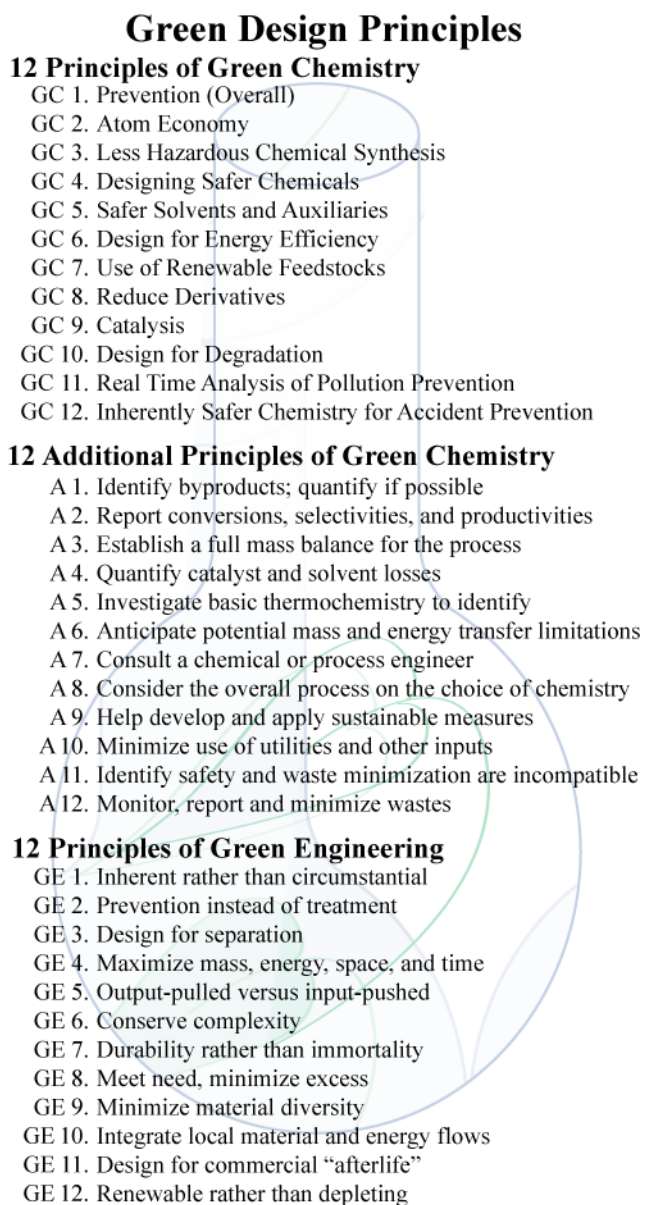 Green Design Principles
12 Principles of Green Chemistry
GC 1. Prevention (Overall)
GC 2. Atom Economy
GC 3. Less Hazardous Chemical Synthesis
GC 4. Designing Safer Chemicals
GC 5. Safer Solvents and Auxiliaries
GC 6. Design for Energy Efficiency
GC 7. Use of Renewable Feedstocks
GC 8. Reduce Derivatives
GC 9. Catalysis
GC 10. Design for Degradation
GC 11. Real Time Analysis of Pollution Prevention
GC 12. Inherently Safer Chemistry for Accident Prevention
12 Additional Principles of Green Chemistry
A 1. Identify byproducts; quantify if possible
A 2. Report conversions, selectivities, and productivities
A 3. Establish a full mass balance for the process
A 4. Quantify catalyst and solvent losses
A 5. Investigate basic thermochemistry to identify
A 6. Anticipate potential mass and energy transfer limitations
A 7. Consult a chemical or process engineer
A 8. Consider the overall process on the choice of chemistry
A 9. Help develop and apply sustainable measures
A 10. Minimize use of utilities and other inputs
A 11. Identify safety and waste minimization are incompatible
A 12. Monitor, report and minimize wastes
12 Principles of Green Engineering
GE 1. Inherent rather than circumstantial
GE 2. Prevention instead of treatment
GE 3. Design for separation
GE 4. Maximize mass, energy, space, and time
GE 5. Output-pulled versus input-pushed
GE 6. Conserve complexity
GE 7. Durability rather than immortality
GE 8. Meet need, minimize excess
GE 9. Minimize material diversity
GE 10. Integrate local material and energy flows
GE 11. Design for commercial “afterlife”
GE 12. Renewable rather than depleting